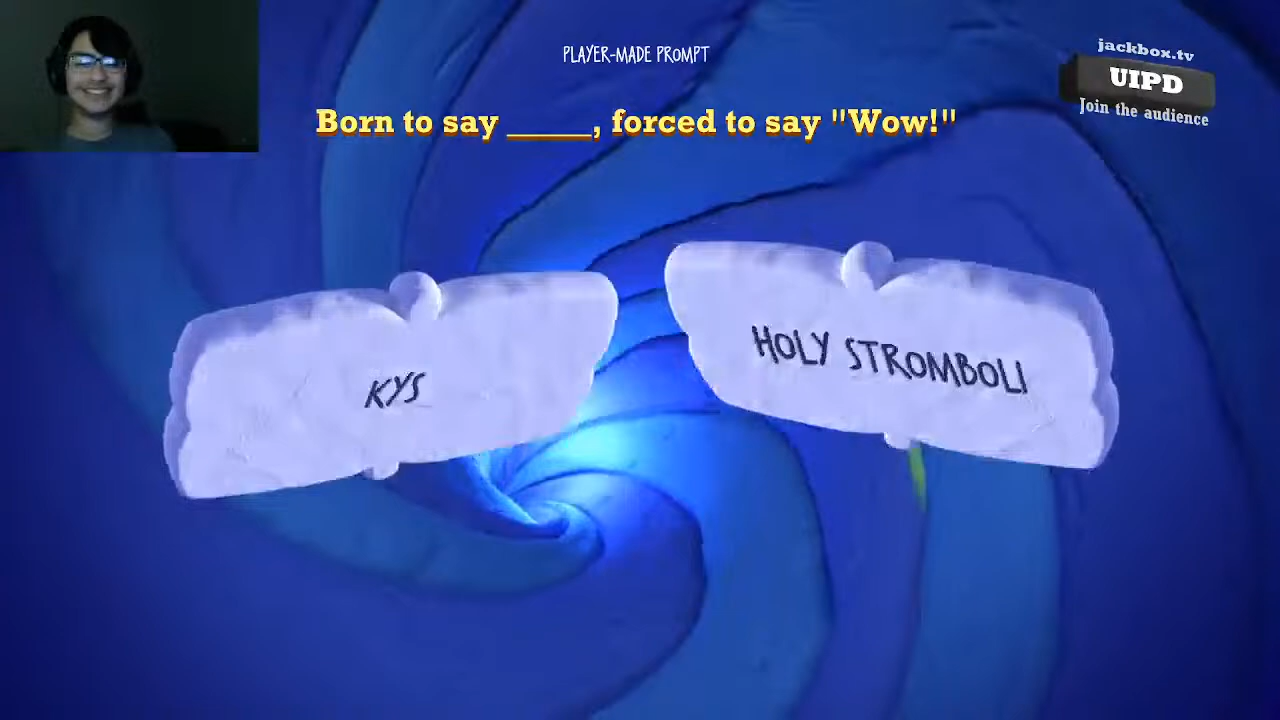 PLAYER-MADE PROMPT
jackbox.tv
UIPD
Join the audience
Born to say _____, forced to say "Wow!"
KYS
HOLY STROMBOLI